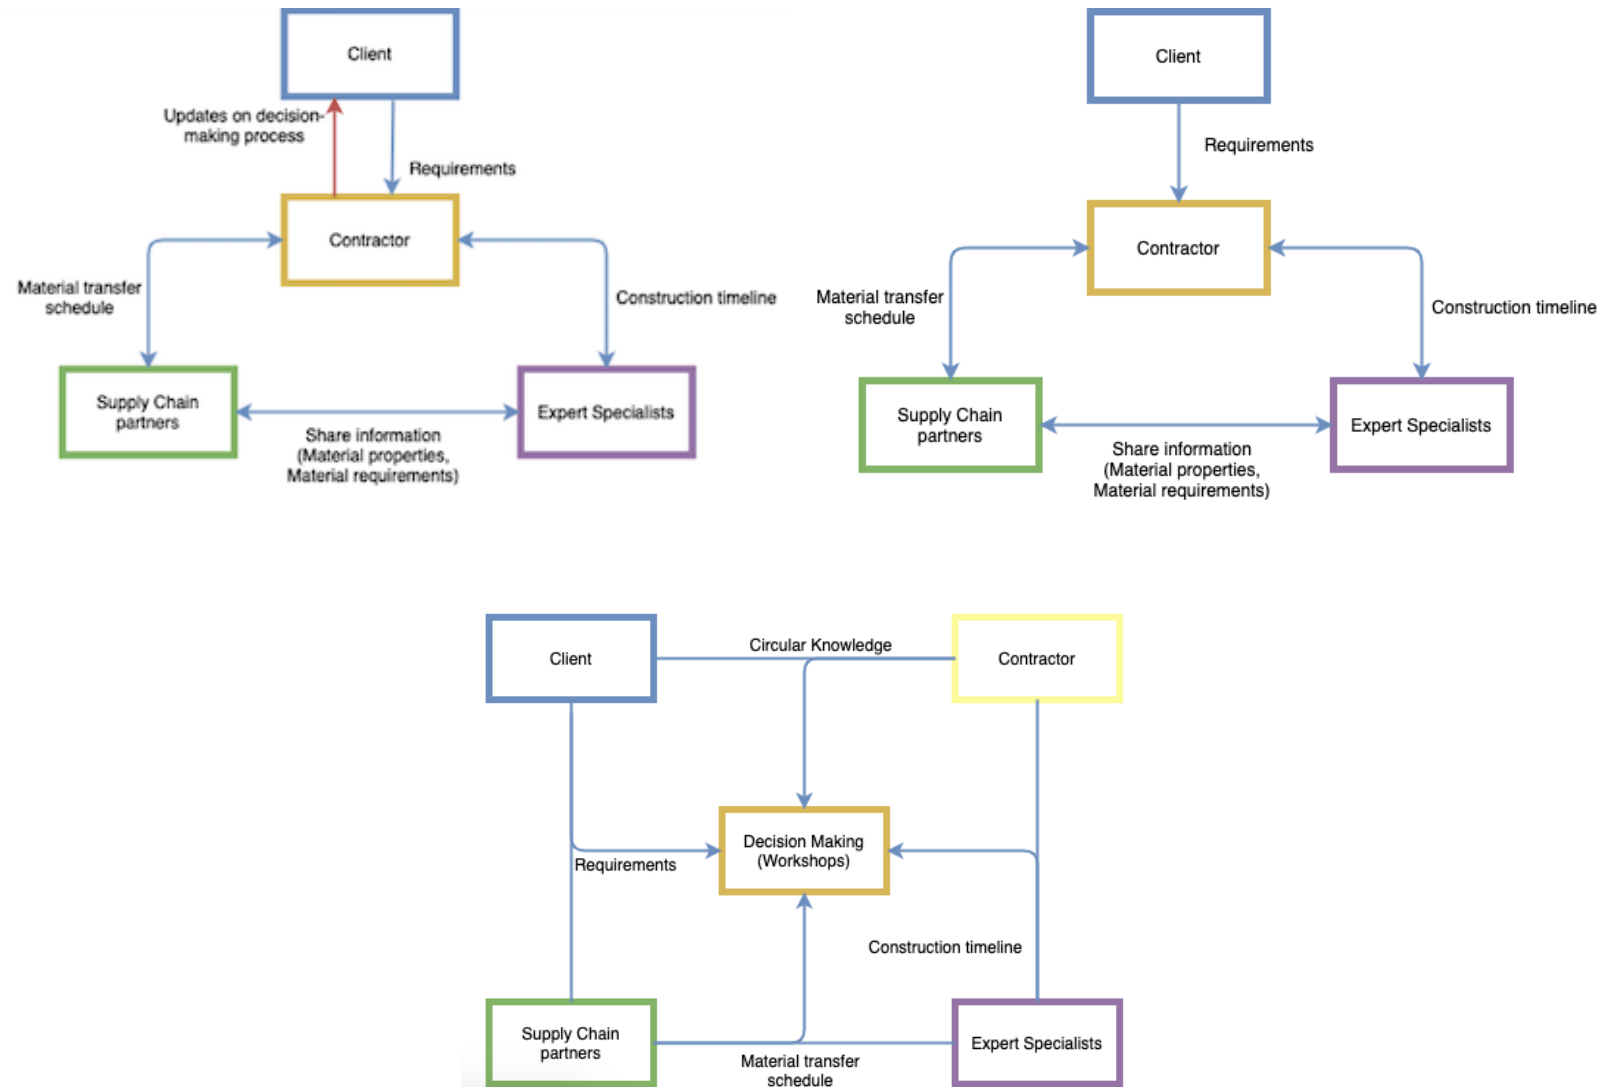 Client
Updates on decision-
making process
Requirements
Contractor
Material transfer
schedule
Construction timeline
Supply Chain
partners
Expert Specialists
Share information
(Material properties,
Material requirements)
Client
Requirements
Contractor
Material transfer
schedule
Construction timeline
Supply Chain
partners
Expert Specialists
Share information
(Material properties,
Material requirements)
Client
Circular Knowledge
Contractor
Decision Making
(Workshops)
Requirements
Construction timeline
Supply Chain
partners
Expert Specialists
Material transfer
schedule